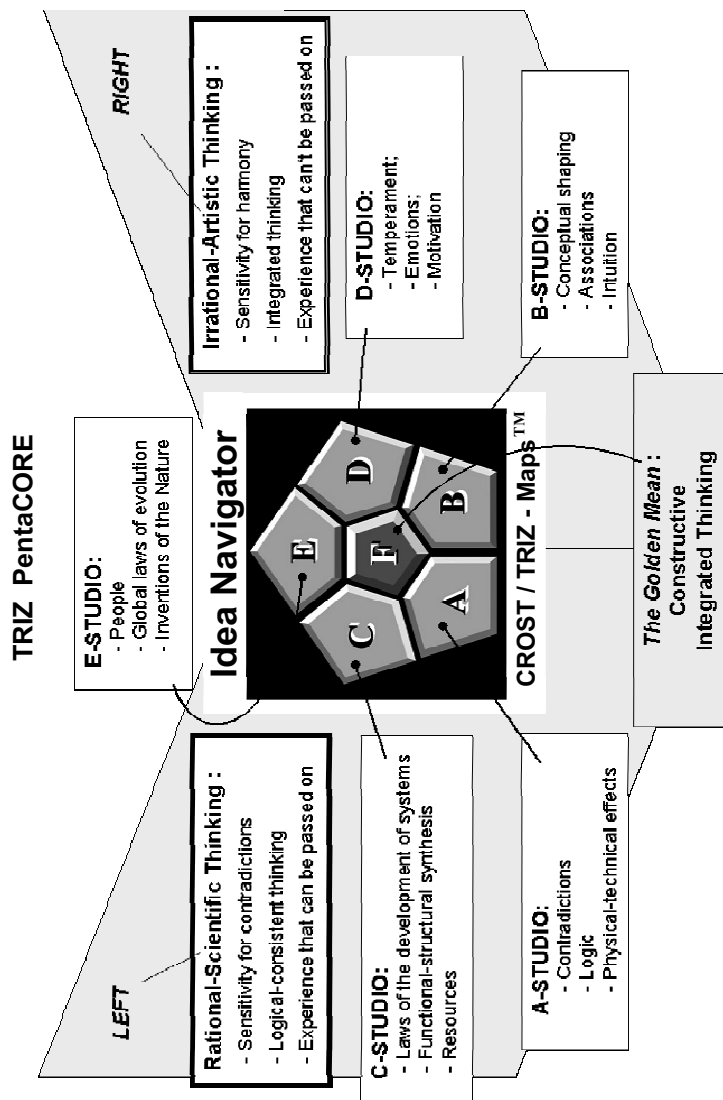 TRIZ PentaCORE
LEFT
RIGHT
E-STUDIO:
- People
- Global laws of evolution
- Inventions of the Nature
Rational-Scientific Thinking :
- Sensitivity for contradictions
- Logical-consistent thinking
- Experience that can be passed on
Irrational-Artistic Thinking :
- Sensitivity for harmony
- Integrated thinking
- Experience that can't be passed on
Idea Navigator
E
C
D
F
A
B
CROST / TRIZ - Maps™
C-STUDIO:
- Laws of the development of systems
- Functional-structural synthesis
- Resources
D-STUDIO:
- Temperament;
- Emotions;
- Motivation
A-STUDIO:
- Contradictions
- Logic
- Physical-technical effects
B-STUDIO:
- Conceptual shaping
- Associations
- Intuition
The Golden Mean :
Constructive
Integrated Thinking